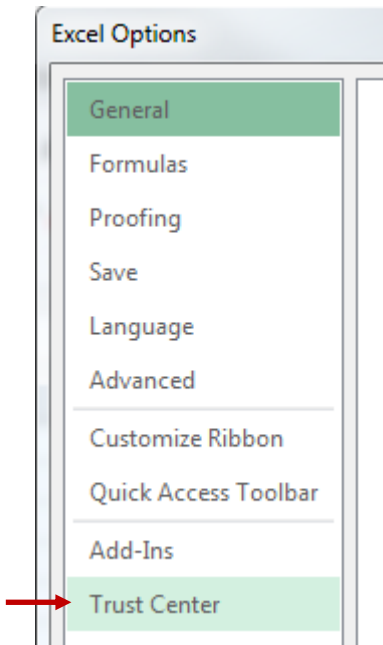 Excel Options
General
Formulas
Proofing
Save
Language
Advanced
Customize Ribbon
Quick Access Toolbar
Add-Ins
Trust Center